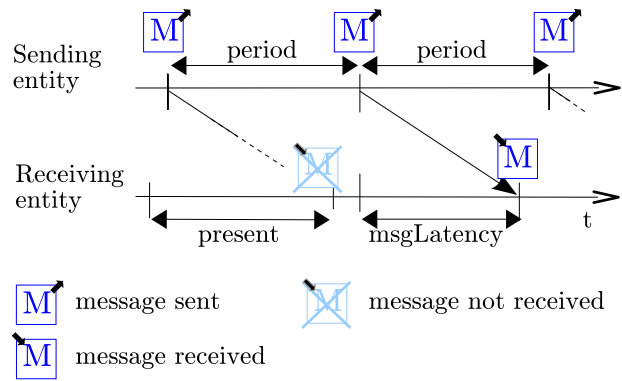 M M M
Sending
entity
period period
M M
Receiving
entity
t
present msgLatency
M message sent
M message not received
M message received